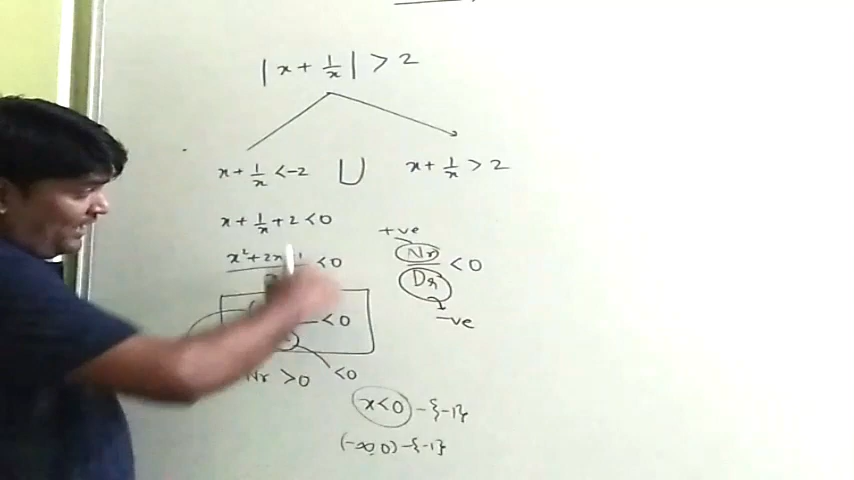 |x + 1/x| > 2
x + 1/x < -2 ∪ x + 1/x > 2
x + 1/x + 2 < 0
+ve
x² + 2x 1 < 0
Nr/Dr < 0
-ve
< 0
Nr > 0 < 0
x < 0 - {-1}
(-∞, 0) - {-1}